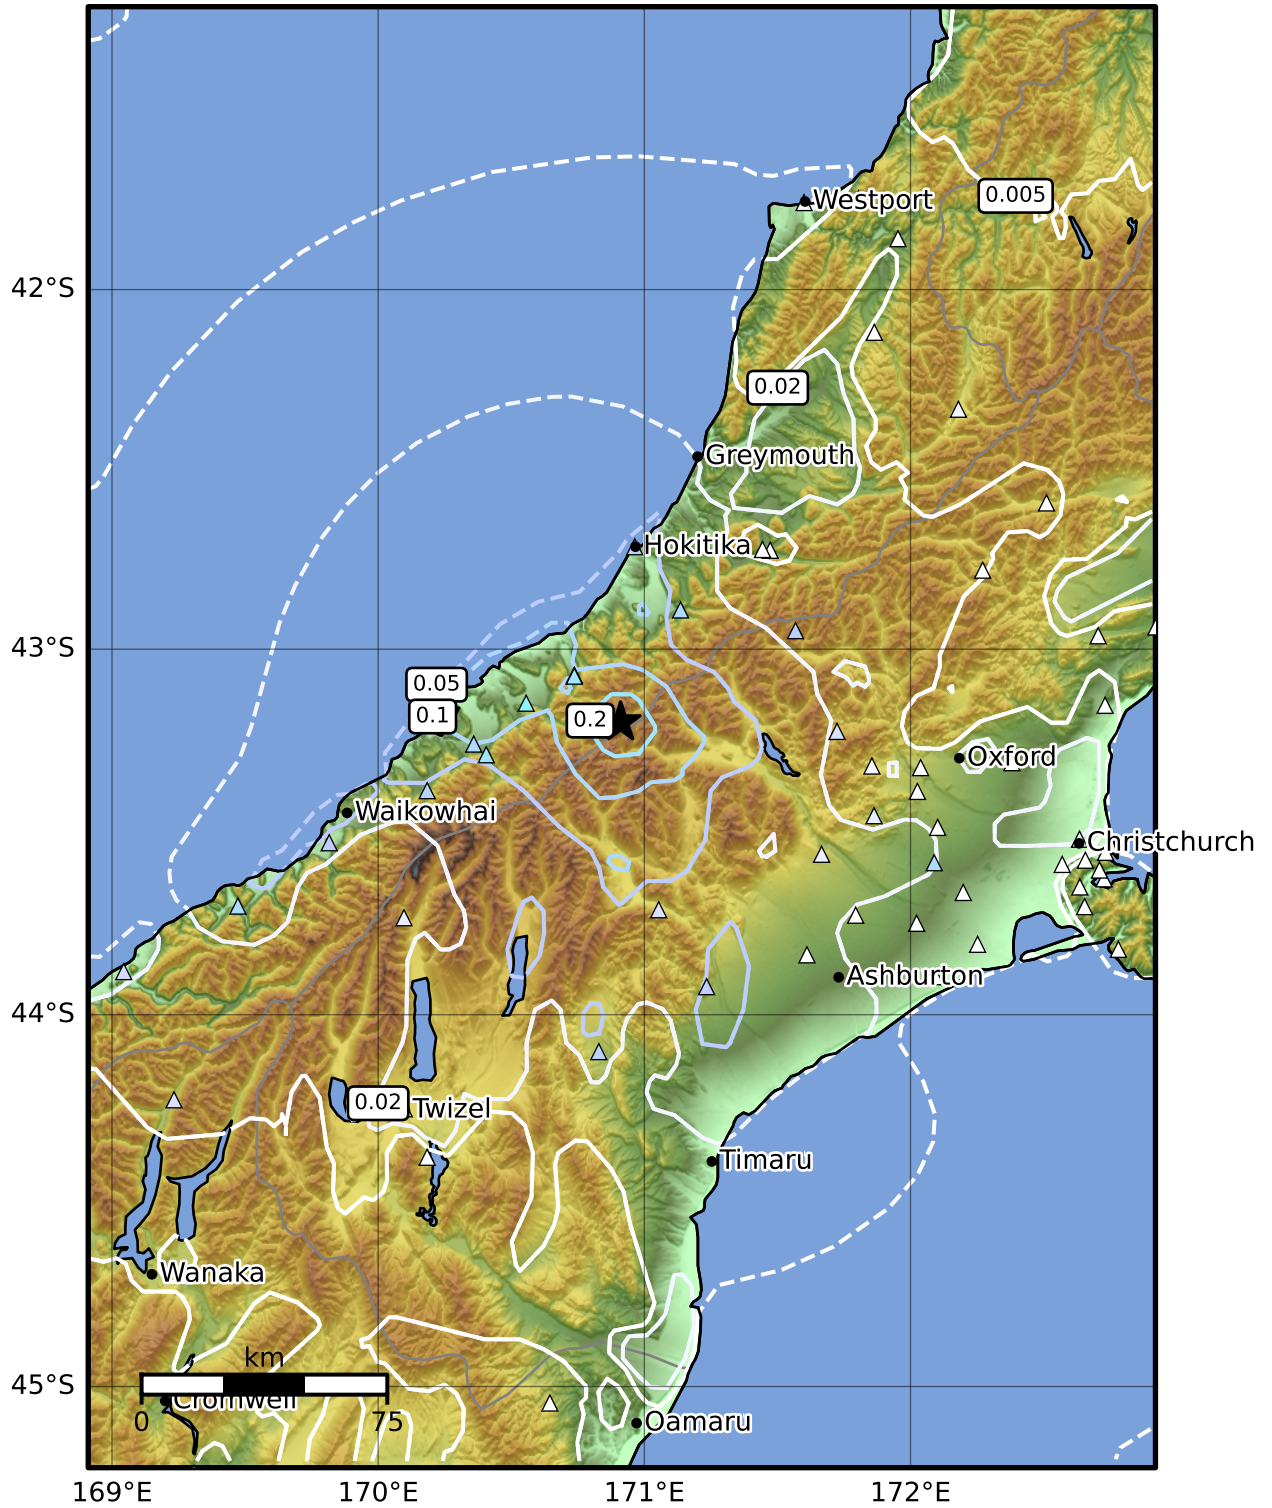 Westport
0.005
42°S
0.02
Greymouth
Hokitika
43°S
0.05
0.1
0.2
Oxford
Waikowhai
Christchurch
Ashburton
44°S
0.02
Twizel
Timaru
Wanaka
km
45°S
Cromwell
0
75
Oamaru
169°E
170°E
171°E
172°E